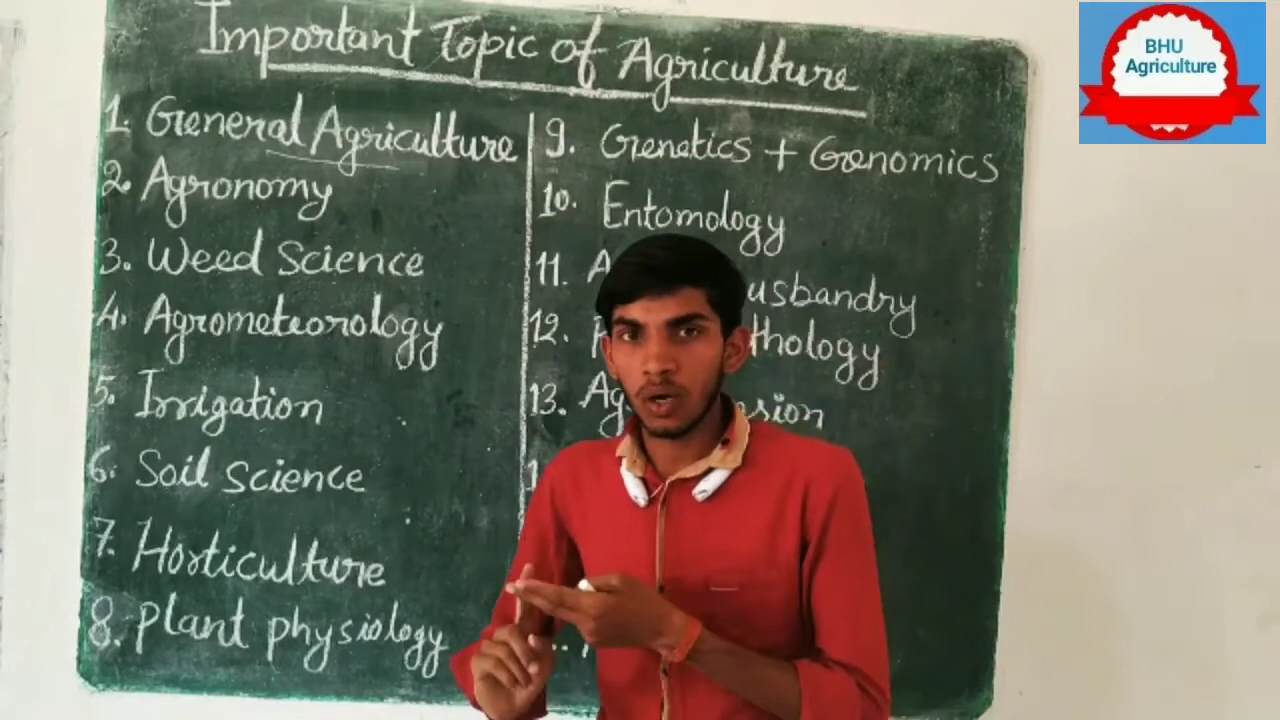 Important Topic of Agriculture
1. General Agriculture
2. Agronomy
3. Weed Science
4. Agrometeorology
5. Irrigation
6. Soil Science
7. Horticulture
8. Plant physiology
9. Genetics + Genomics
10. Entomology
11.
12.
13.
BHU
Agriculture